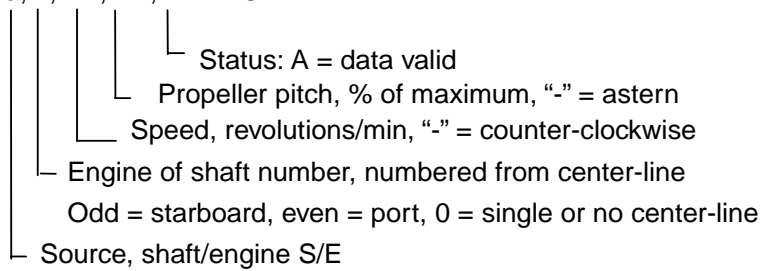 Status: A = data valid
Propeller pitch, % of maximum, “-” = astern
Speed, revolutions/min, “-” = counter-clockwise
Engine of shaft number, numbered from center-line
Odd = starboard, even = port, 0 = single or no center-line
Source, shaft/engine S/E